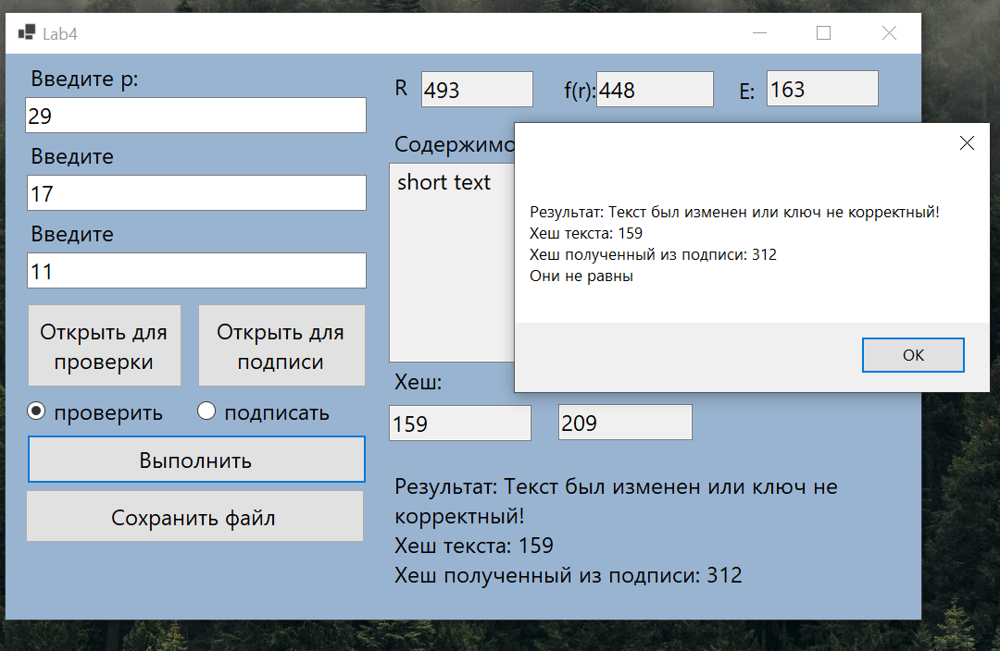 Lab4
Введите p:
29
Введите
17
Введите
11
Открыть для
проверки
Открыть для
подписи
проверить
подписать
Выполнить
Сохранить файл
R
493
f(r):
448
E:
163
short text
Хеш:
159
209
Результат: Текст был изменен или ключ не
корректный!
Хеш текста: 159
Хеш полученный из подписи: 312
Результат: Текст был изменен или ключ не корректный!
Хеш текста: 159
Хеш полученный из подписи: 312
Они не равны
OK